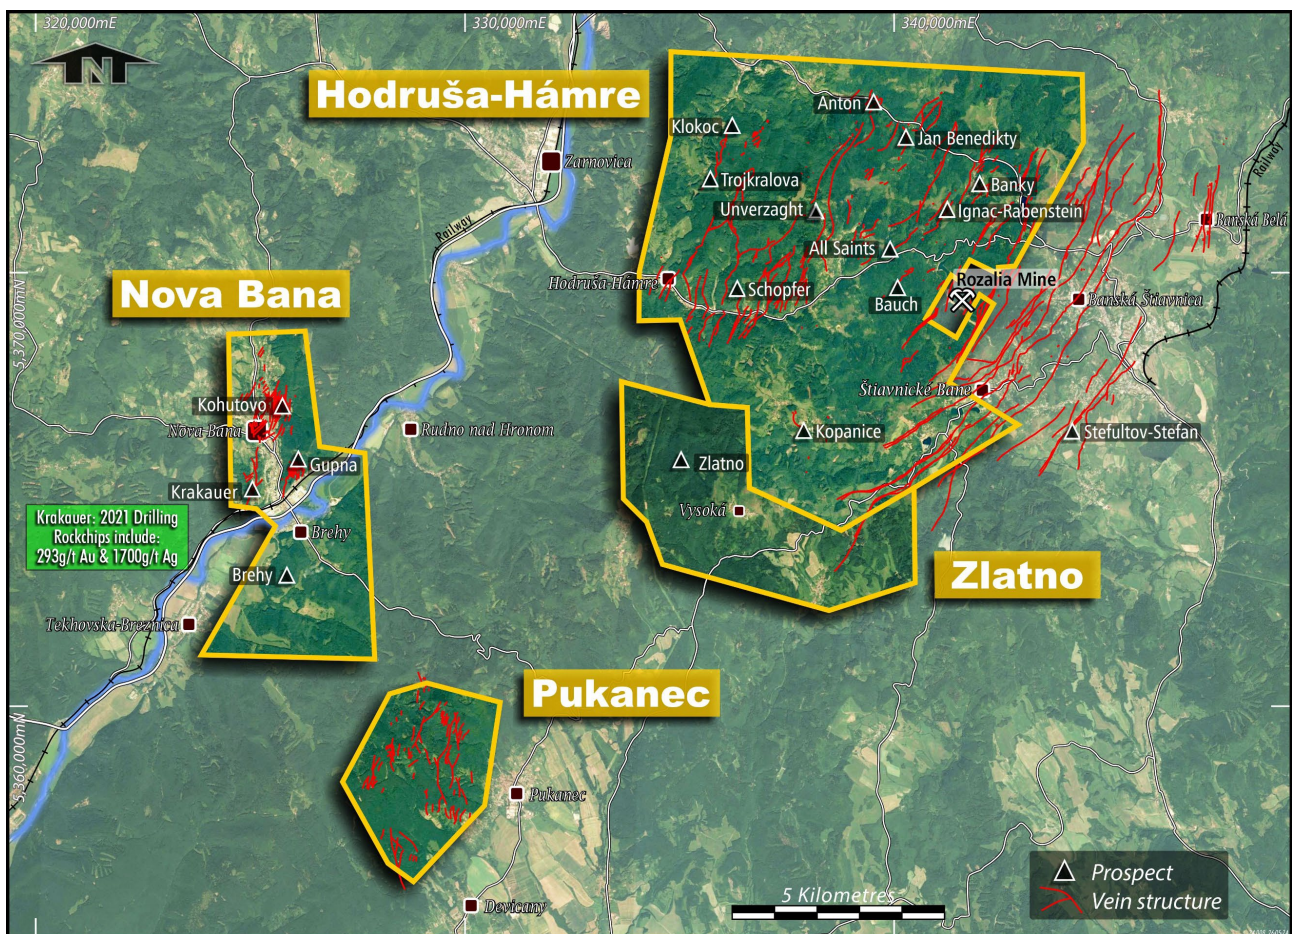 320,000mE
330,000mE
340,000mE
N
Hodruša-Hámre
Anton
Klokoc
Jan Benedikty
Railway
Zarnovica
Trojkralova
Banky
Unverzaght
Ignac-Rabenstein
Banská Belá
Railway
All Saints
Hodruša-Hámre
Schopfer
Rozalia Mine
Bauch
Banská Štiavnica
Nova Bana
5,370,000mN
Štiavnické Bane
Kohutovo
Nova Bana
Rudno nad Hronom
Kopanice
Stefultov-Stefan
Gupna
Zlatno
Krakauer
Krakauer: 2021 Drilling
Rockchips include:
293g/t Au & 1700g/t Ag
Vysoká
Brehy
Brehy
Zlatno
Tekhovska-Breznica
Pukanec
5,360,000mN
Pukanec
Devicany
5 Kilometres
Prospect
Vein structure